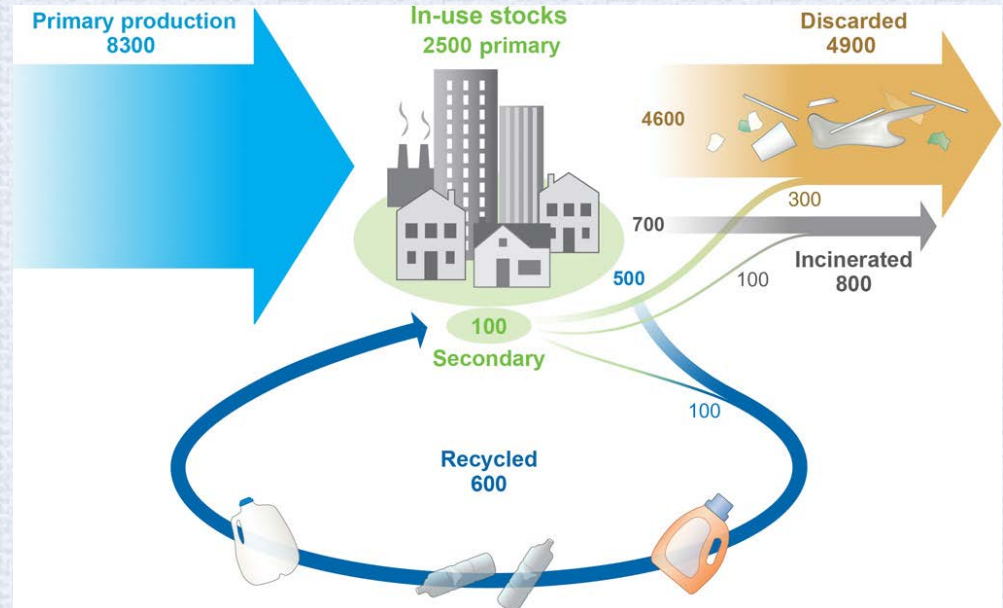 Primary production
8300
In-use stocks
2500 primary
Discarded
4900
4600
300
700
Incinerated
800
500
100
100
Secondary
100
Recycled
600